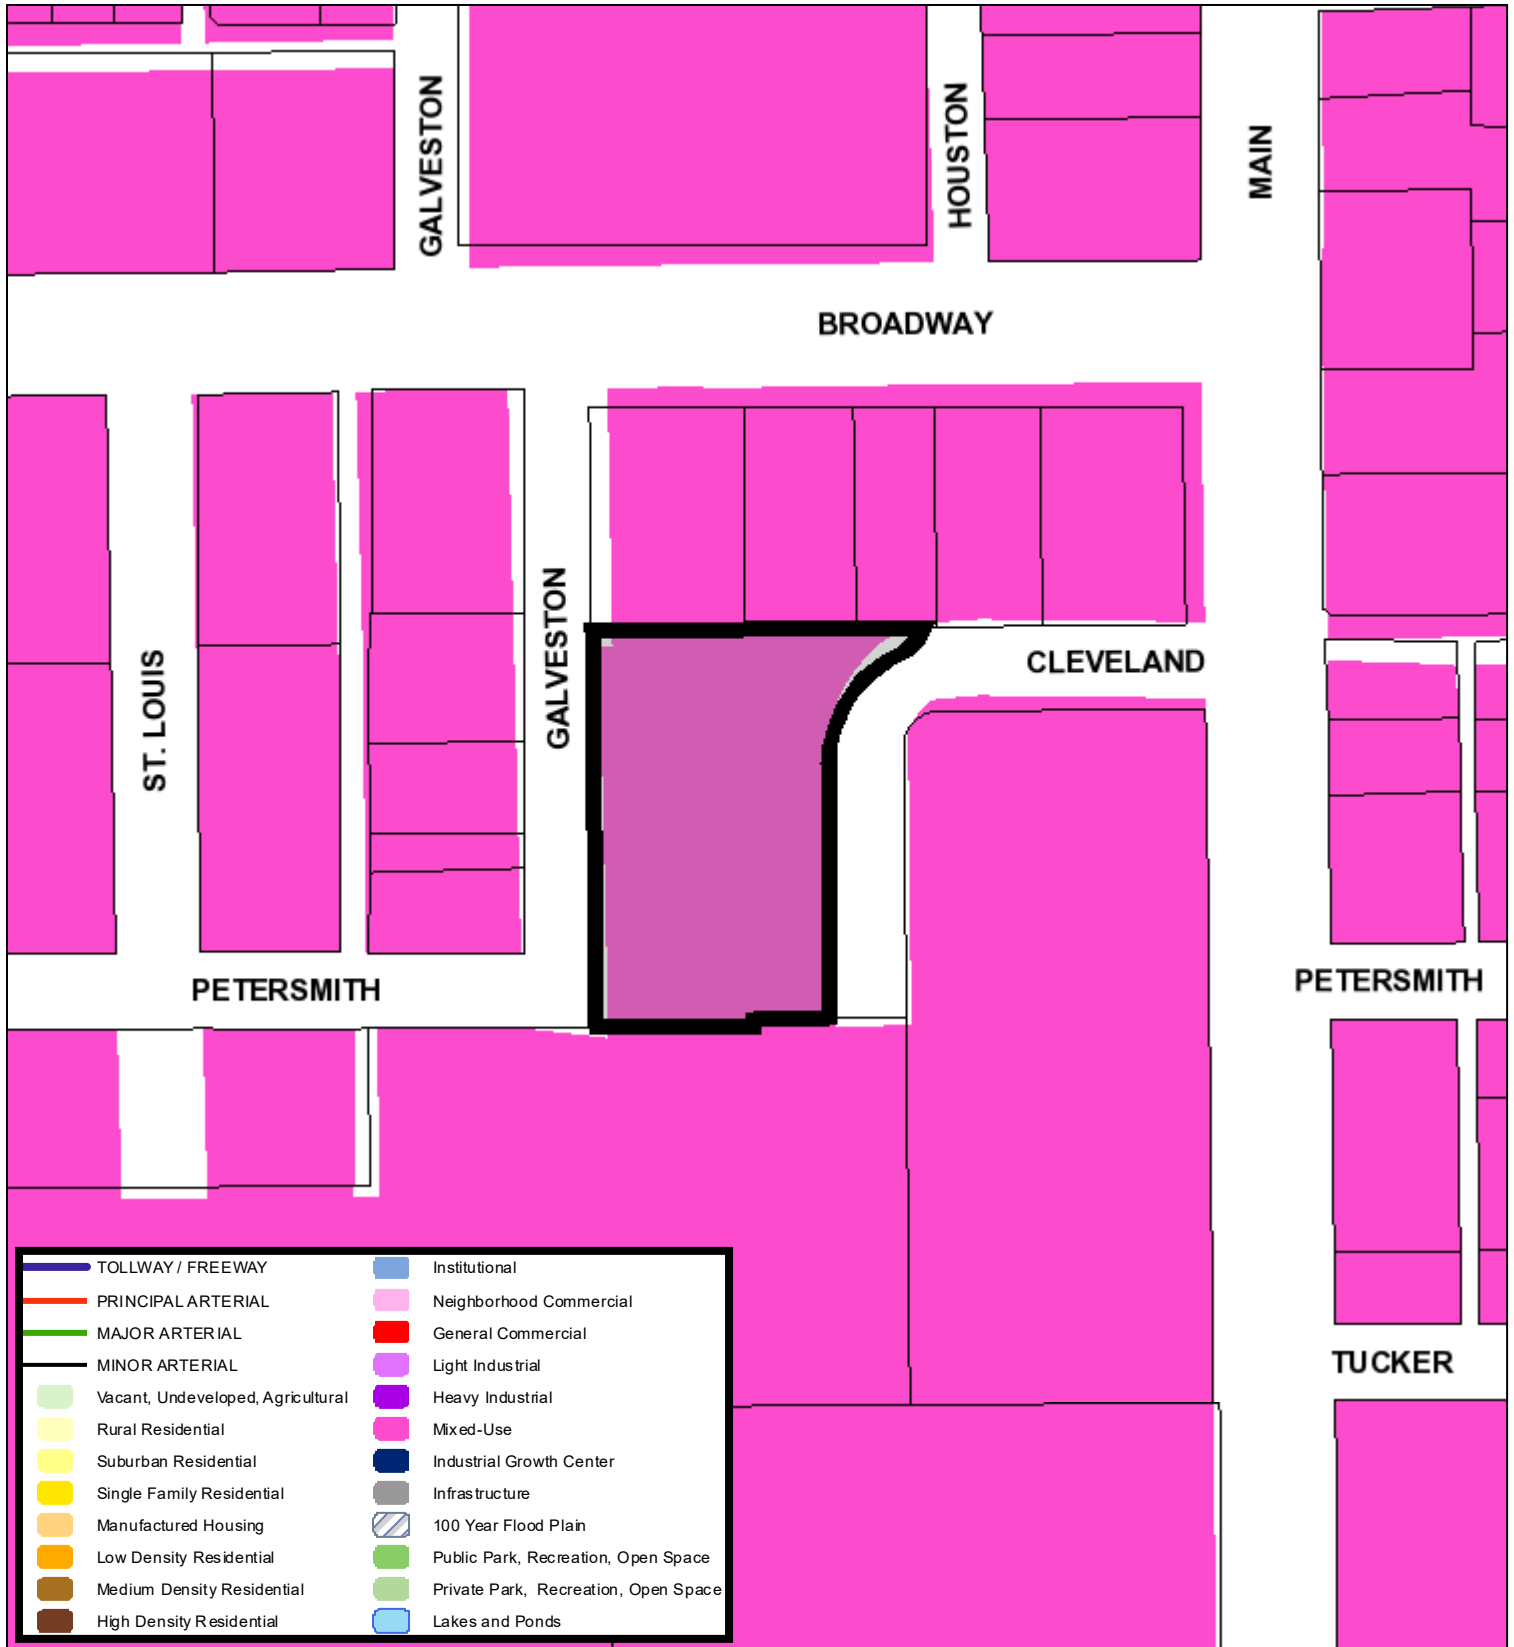 GALVESTON
HOUSTON
MAIN
BROADWAY
GALVESTON
ST. LOUIS
CLEVELAND
PETERSMITH
PETERSMITH
TUCKER
TOLLWAY / FREEWAY
PRINCIPAL ARTERIAL
MAJOR ARTERIAL
MINOR ARTERIAL
Vacant, Undeveloped, Agricultural
Rural Residential
Suburban Residential
Single Family Residential
Manufactured Housing
Low Density Residential
Medium Density Residential
High Density Residential
Institutional
Neighborhood Commercial
General Commercial
Light Industrial
Heavy Industrial
Mixed-Use
Industrial Growth Center
Infrastructure
100 Year Flood Plain
Public Park, Recreation, Open Space
Private Park, Recreation, Open Space
Lakes and Ponds